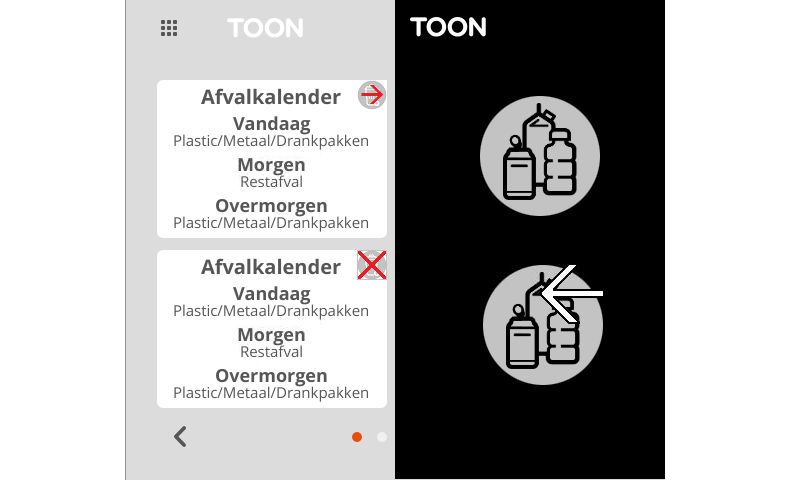 TOON
TOON
Afvalkalender
Vandaag
Plastic/Metaal/Drankpakken
Morgen
Restafval
Overmorgen
Plastic/Metaal/Drankpakken
Afvalkalender
Vandaag
Plastic/Metaal/Drankpakken
Morgen
Restafval
Overmorgen
Plastic/Metaal/Drankpakken